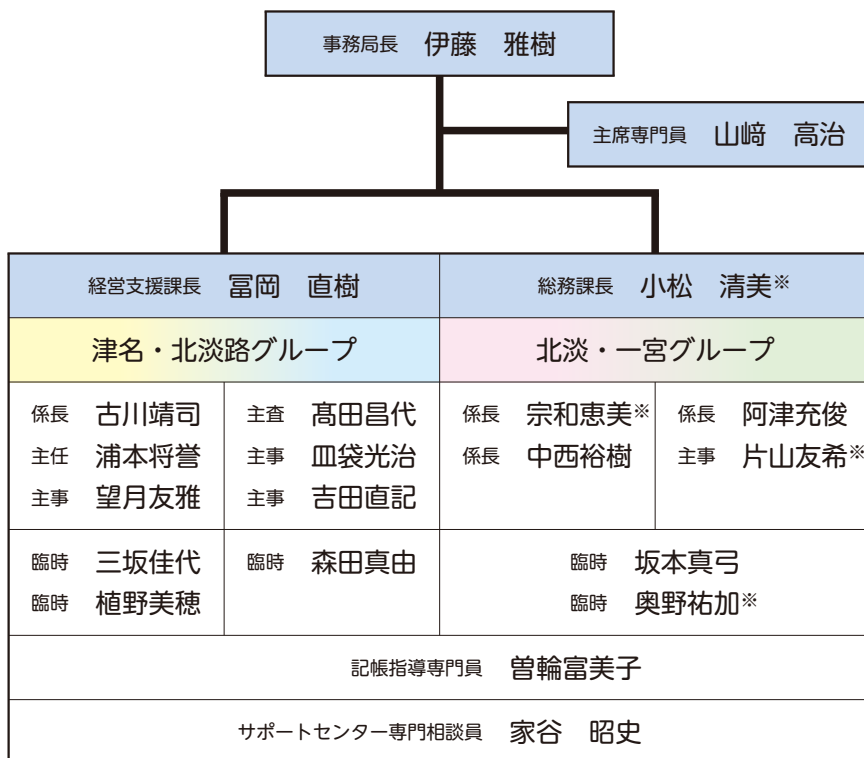 事務局長 伊藤 雅樹
主席専門員 山﨑 高治
経営支援課長 冨岡 直樹
総務課長 小松 清美※
津名・北淡路グループ
北淡・一宮グループ
係長 古川靖司
主任 浦本将誉
主事 望月友雅
主査 髙田昌代
主事 皿袋光治
主事 吉田直記
係長 宗和恵美※
係長 中西裕樹
係長 阿津充俊
主事 片山友希※
臨時 三坂佳代
臨時 植野美穂
臨時 森田真由
臨時 坂本真弓
臨時 奥野祐加※
記帳指導専門員 曽輪富美子
サポートセンター専門相談員 家谷 昭史